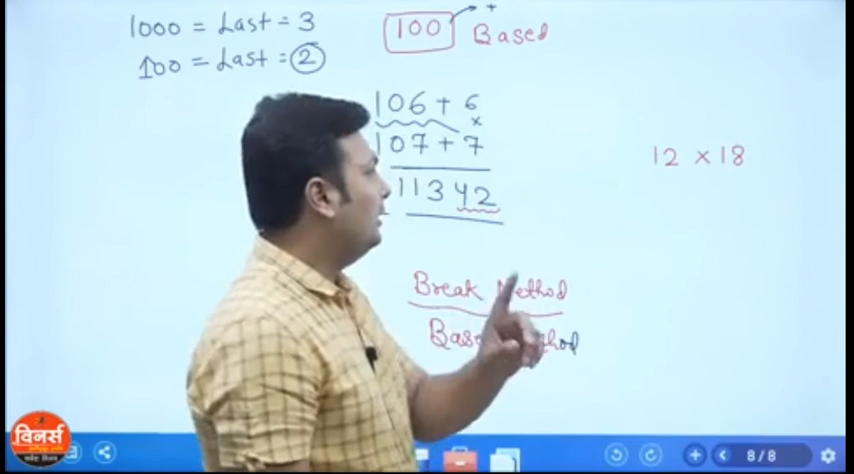 1000 = Last = 3
100 = Last = 2
100 Based
+
106 + 6
×
107 + 7
11342
12 × 18
Break Method
विनर्स
8/8